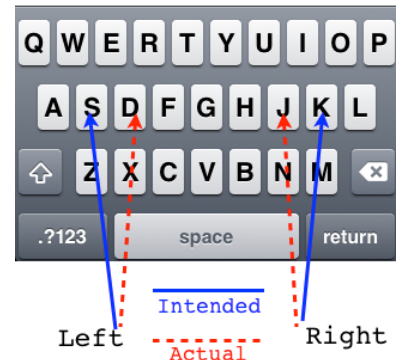 Q W E R T Y U I O P
A S D F G H J K L
Z X C V B N M
.?123 space return
Intended
Left Right
Actual